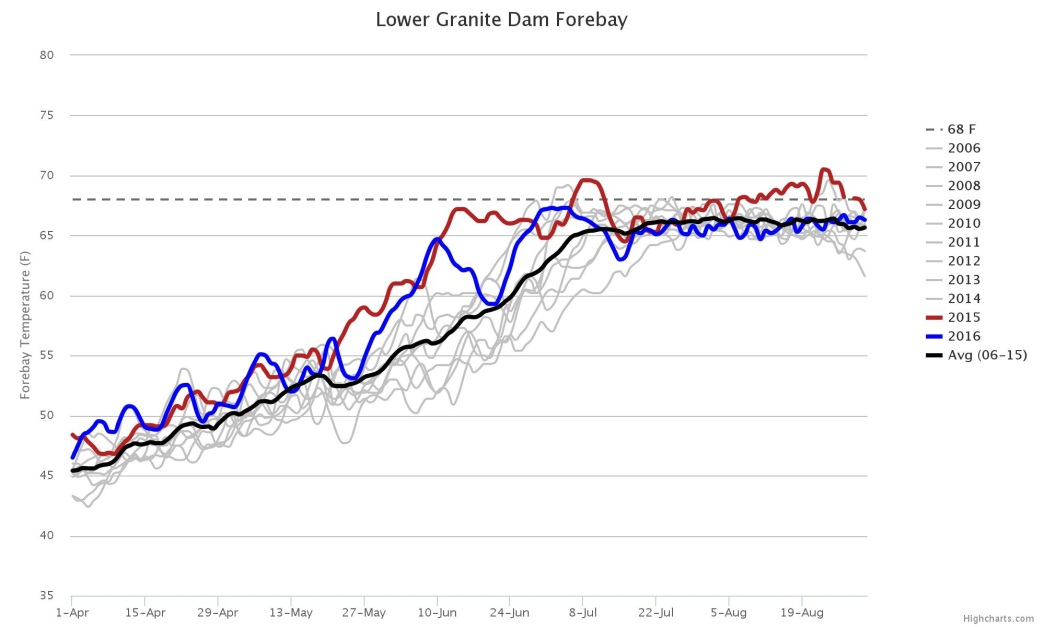 Lower Granite Dam Forebay
80
75
70
65
60
55
50
45
40
35
Forebay Temperature (F)
1-Apr
15-Apr
29-Apr
13-May
27-May
10-Jun
24-Jun
8-Jul
22-Jul
5-Aug
19-Aug
68 F
2006
2007
2008
2009
2010
2011
2012
2013
2014
2015
2016
Avg (06-15)
Highcharts.com